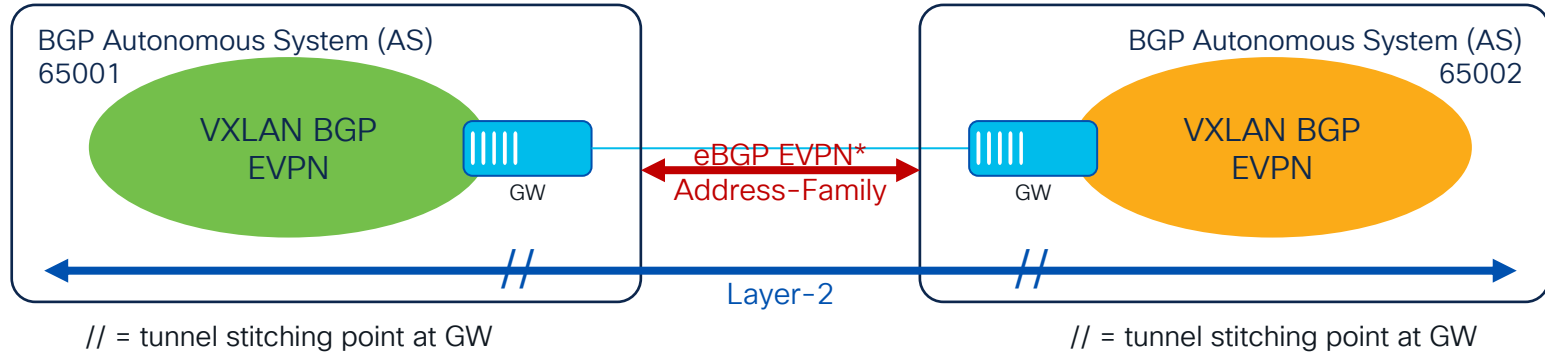 BGP Autonomous System (AS)
65001
BGP Autonomous System (AS)
65002
VXLAN BGP
EVPN
GW
eBGP EVPN*
Address-Family
GW
VXLAN BGP
EVPN
//
//
Layer-2
// = tunnel stitching point at GW
// = tunnel stitching point at GW